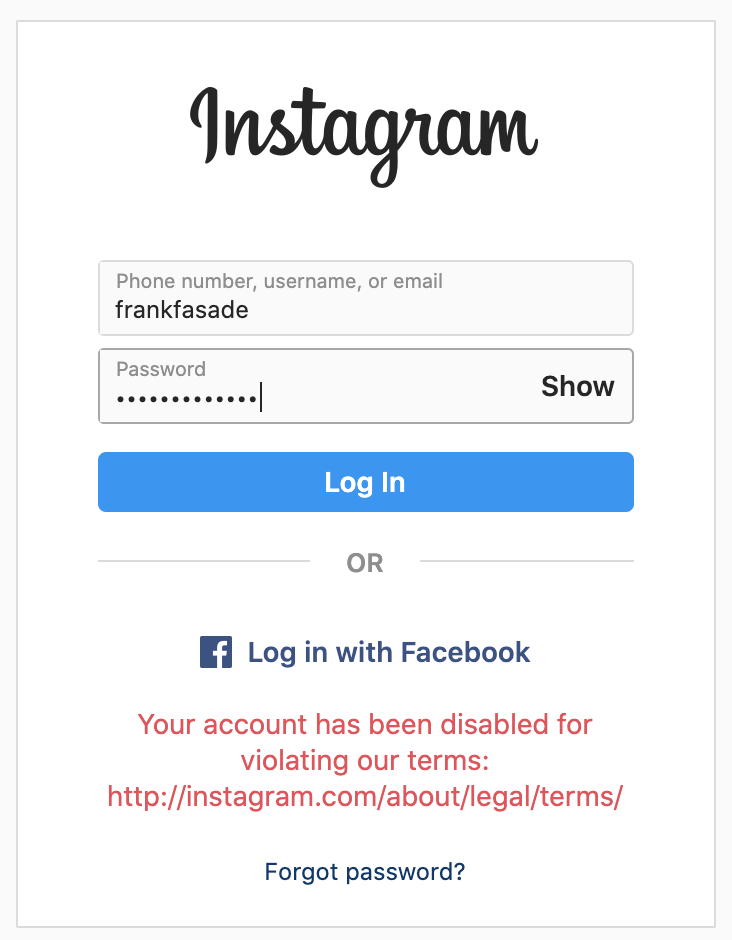 Instagram
Phone number, username, or email
frankfasade
Password
•••••••••••••
Show
Log In
OR
Log in with Facebook
Your account has been disabled for
violating our terms:
http://instagram.com/about/legal/terms/
Forgot password?